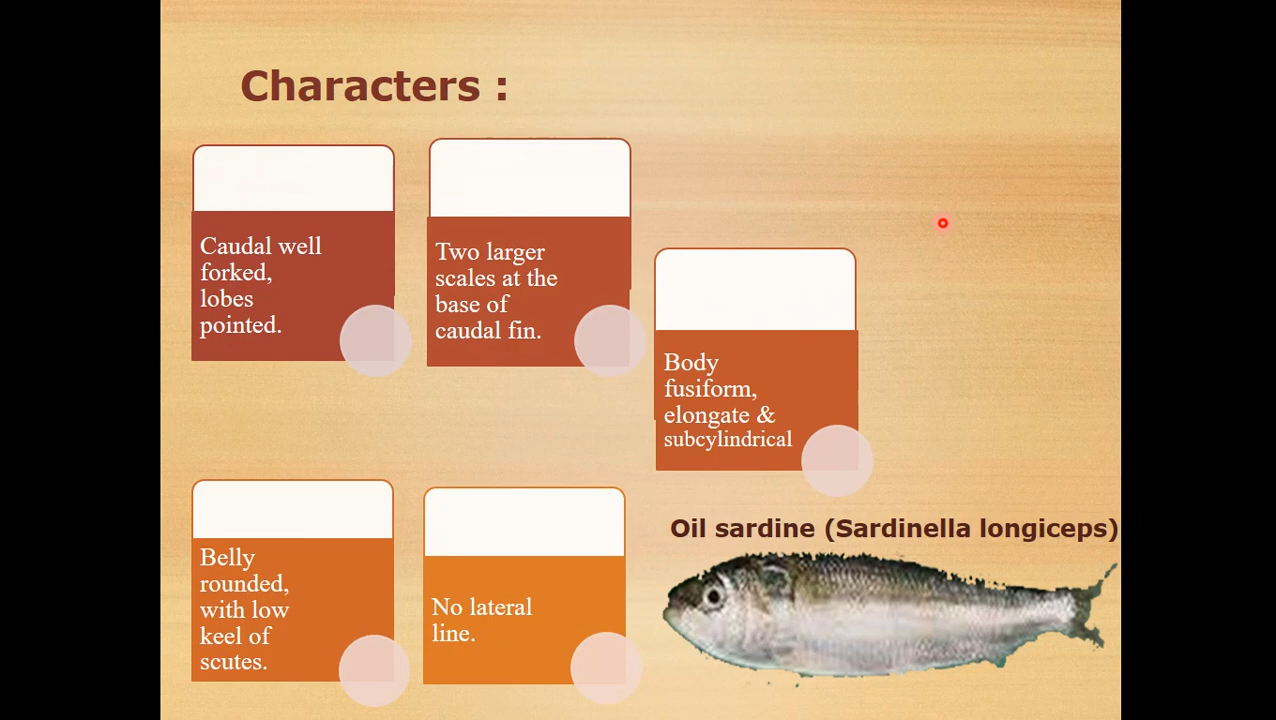 Characters :
Caudal well
forked,
lobes
pointed.
Two larger
scales at the
base of
caudal fin.
Body
fusiform,
elongate &
subcylindrical
Belly
rounded,
with low
keel of
scutes.
No lateral
line.
Oil sardine (Sardinella longiceps)